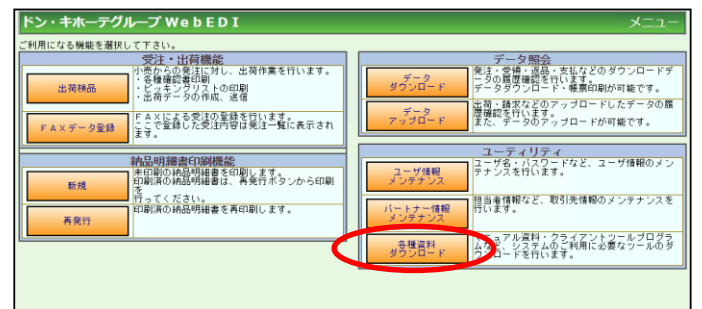 ドン・キホーテグループ WebEDI
メニュー
ご利用になる機能を選択して下さい。
受注・出荷機能
出荷検品
小売からの発注に対し、出荷作業を行います。
・各種確認書印刷
・ピッキングリストの印刷
・出荷データの作成、送信
FAXデータ登録
FAXによる受注の登録を行います。
ここで登録した受注内容は発注一覧に表示され
ます。
納品明細書印刷機能
新規
未印刷の納品明細書を印刷します。
印刷済の納品明細書は、再発行ボタンから印刷
を
行ってください。
再発行
印刷済の納品明細書を再印刷します。
データ照会
データ
ダウンロード
発注・受領・返品・支払などのダウンロードデ
ータの履歴確認を行います。
データダウンロード・帳票印刷が可能です。
データ
アップロード
出荷・請求などのアップロードしたデータの履
歴確認を行います。
また、データのアップロードが可能です。
ユーティリティ
ユーザ情報
メンテナンス
ユーザ名・パスワードなど、ユーザ情報のメン
テナンスを行います。
パートナー情報
メンテナンス
担当者情報など、取引先情報のメンテナンスを
行います。
各種資料
ダウンロード
マニュアル資料・クライアントツールプログラ
ムなど、システムのご利用に必要なツールのダ
ウンロードを行います。